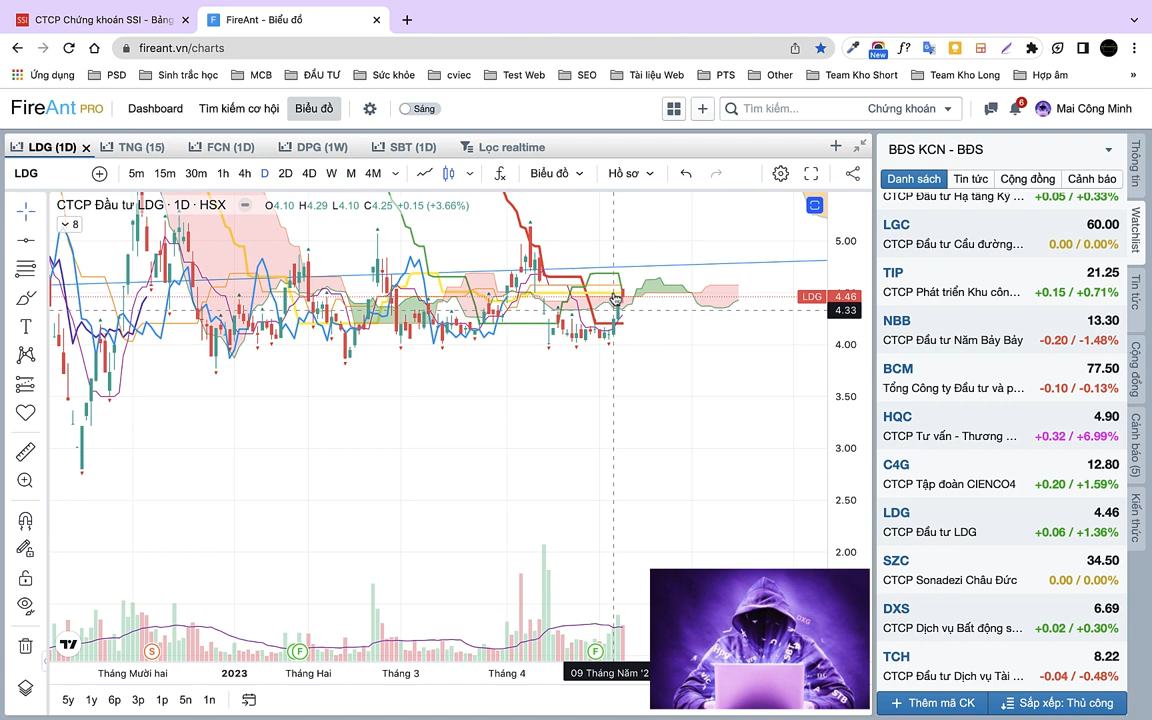 CTCP Chứng khoán SSI - Bảng
FireAnt - Biểu đồ
fireant.vn/charts
New
Ứng dụng
PSD
Sinh trắc học
MCB
ĐẦU TƯ
Sức khỏe
cviec
Test Web
SEO
Tài liệu Web
PTS
Other
Team Kho Short
Team Kho Long
Hợp âm
»
FireAnt PRO
Dashboard
Tìm kiếm cơ hội
Biểu đồ
Sáng
Tìm kiếm...
Chứng khoán
6
Mai Công Minh
LDG (1D)
TNG (15)
FCN (1D)
DPG (1W)
SBT (1D)
Lọc realtime
LDG
5m 15m 30m 1h 4h D 2D 4D W M 4M
Biểu đồ
Hồ sơ
CTCP Đầu tư LDG · 1D · HSX
O4.10 H4.29 L4.10 C4.25 +0.15 (+3.66%)
8
5.00
LDG 4.46
4.33
4.00
3.50
3.00
2.50
2.00
S
F
F
Tháng Mười hai
2023
Tháng Hai
Tháng 3
Tháng 4
09 Tháng Năm '2
5y 1y 6p 3p 1p 5n 1n
BĐS KCN - BĐS
Danh sách
Tin tức
Cộng đồng
Cảnh báo
CTCP Đầu tư Hạ tầng Kỹ ... +0.05 / +0.33%
LGC 60.00
CTCP Đầu tư Cầu đường... 0.00 / 0.00%
TIP 21.25
CTCP Phát triển Khu côn... +0.15 / +0.71%
NBB 13.30
CTCP Đầu tư Năm Bảy Bảy -0.20 / -1.48%
BCM 77.50
Tổng Công ty Đầu tư và p... -0.10 / -0.13%
HQC 4.90
CTCP Tư vấn - Thương ... +0.32 / +6.99%
C4G 12.80
CTCP Tập đoàn CIENCO4 +0.20 / +1.59%
LDG 4.46
CTCP Đầu tư LDG +0.06 / +1.36%
SZC 34.50
CTCP Sonadezi Châu Đức 0.00 / 0.00%
DXS 6.69
CTCP Dịch vụ Bất động s... +0.02 / +0.30%
TCH 8.22
CTCP Đầu tư Dịch vụ Tài ... -0.04 / -0.48%
Thêm mã CK
Sắp xếp: Thủ công
Thông tin
Watchlist
Tin tức
Cộng đồng
Cảnh báo (5)
Kiến thức
DXG
STB